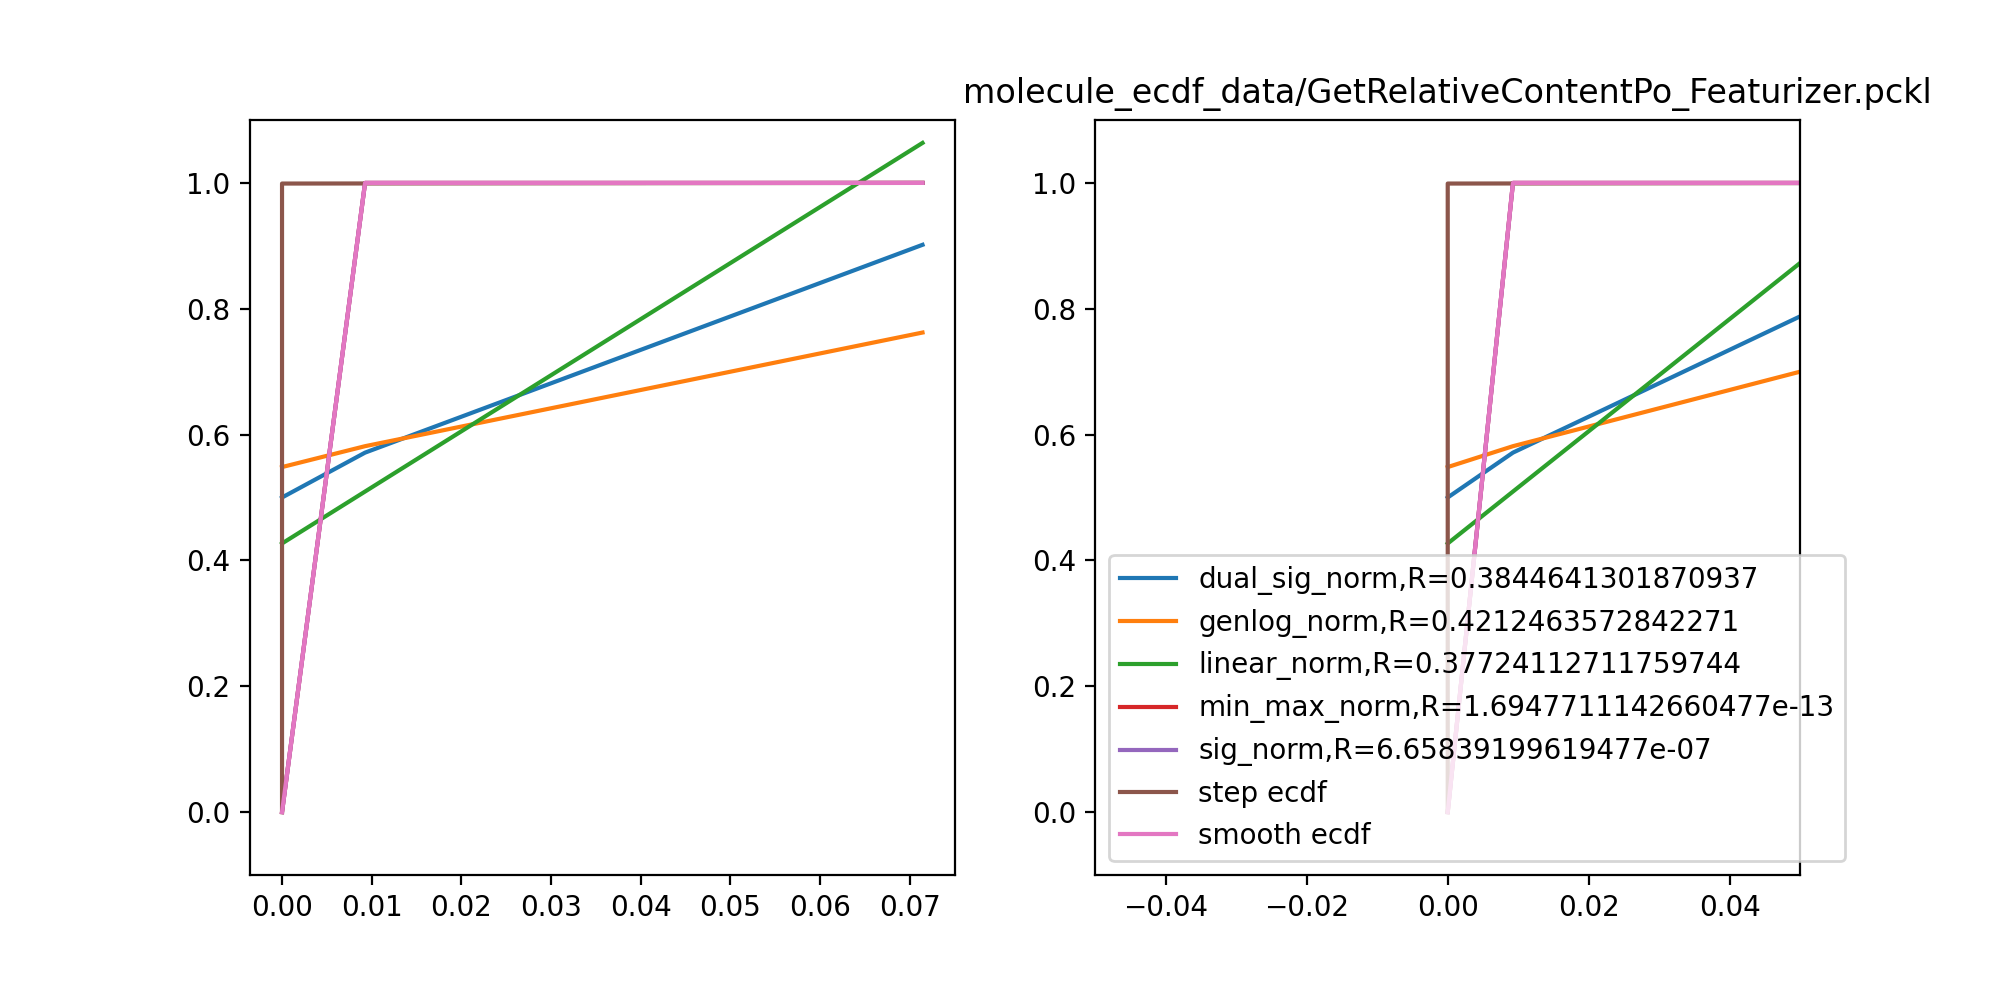 molecule_ecdf_data/GetRelativeContentPo_Featurizer.pckl
1.0
0.8
0.6
0.4
0.2
0.0
0.00 0.01 0.02 0.03 0.04 0.05 0.06 0.07
1.0
0.8
0.6
0.4
0.2
0.0
−0.04 −0.02 0.00 0.02 0.04
dual_sig_norm,R=0.3844641301870937
genlog_norm,R=0.4212463572842271
linear_norm,R=0.37724112711759744
min_max_norm,R=1.6947711142660477e-13
sig_norm,R=6.65839199619477e-07
step ecdf
smooth ecdf